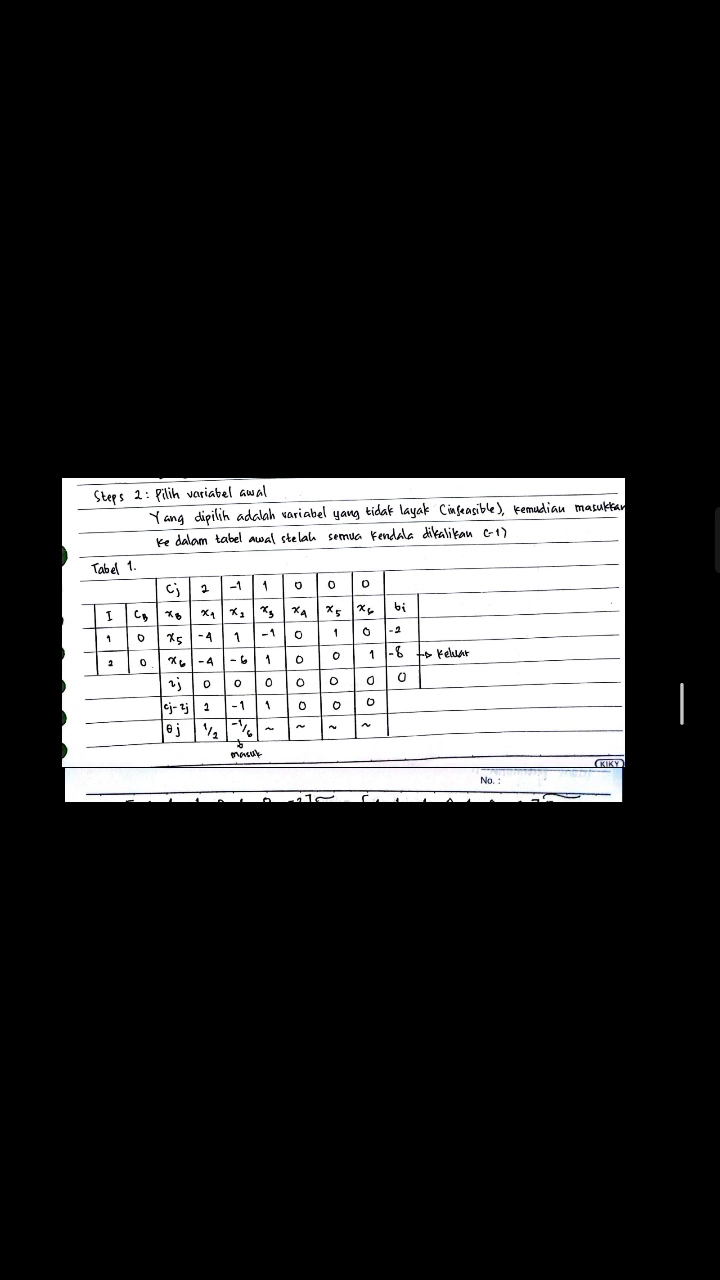 Steps 2: Pilih variabel awal
Yang dipilih adalah variabel yang tidak layak (infeasible), kemudian masukkan
ke dalam tabel awal stelah semua kendala dikalikan (-1)
Tabel 1.
Cj 2 -1 1 0 0 0
I CB xB x1 x2 x3 x4 x5 x6 bi
1 0 x5 -4 1 -1 0 1 0 -2
2 0 x6 -4 -6 1 0 0 1 -8 → Keluar
zj 0 0 0 0 0 0 0
cj-zj 2 -1 1 0 0 0
θj 1/2 -1/6 ~ ~ ~ ~
masuk
KIKY
No. :